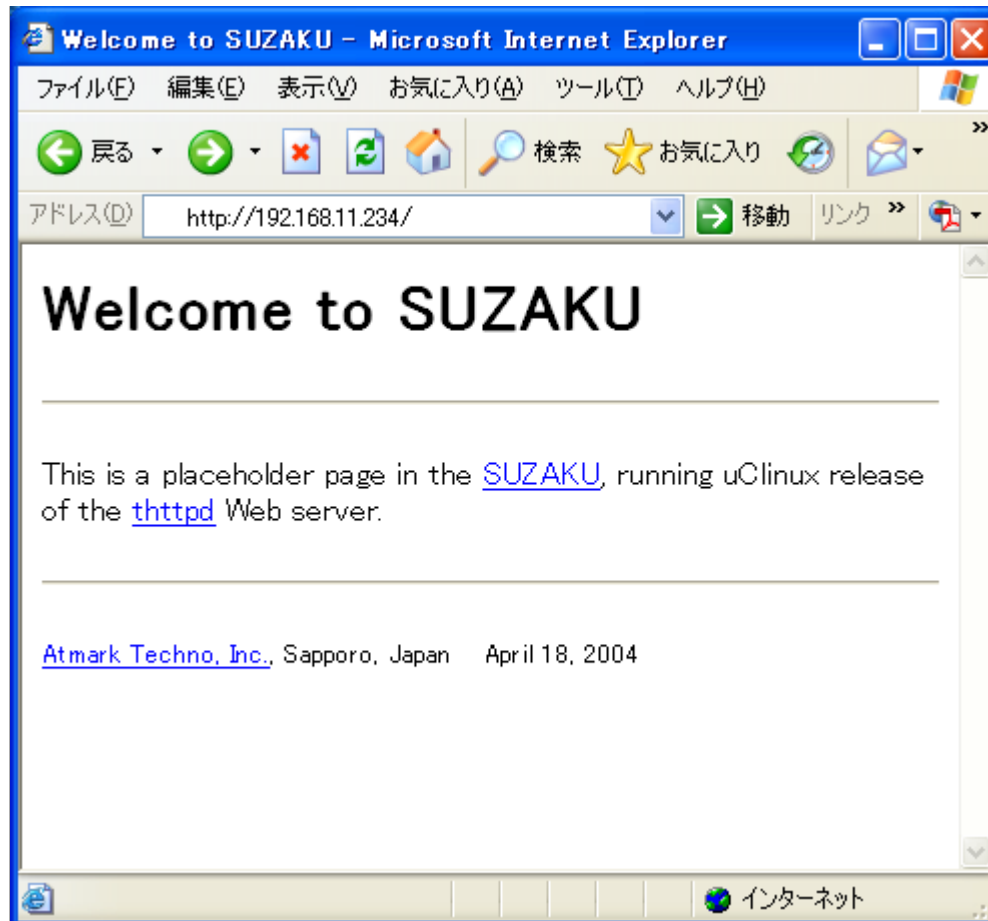 Welcome to SUZAKU - Microsoft Internet Explorer
ファイル(F) 編集(E) 表示(V) お気に入り(A) ツール(T) ヘルプ(H)
戻る 検索 お気に入り »
アドレス(D) http://192.168.11.234/ 移動 リンク »
Welcome to SUZAKU
This is a placeholder page in the SUZAKU, running uClinux release
of the thttpd Web server.
Atmark Techno, Inc., Sapporo, Japan April 18, 2004
インターネット